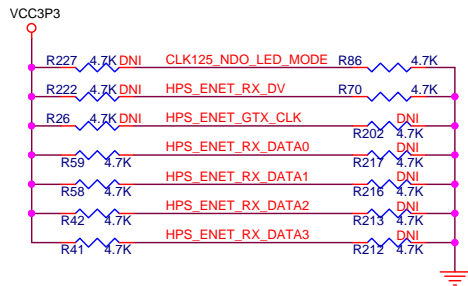 VCC3P3
R227 4.7K DNI CLK125_NDO_LED_MODE R86 4.7K
R222 4.7K DNI HPS_ENET_RX_DV R70 4.7K
R26 4.7K DNI HPS_ENET_GTX_CLK R202 DNI 4.7K
R59 4.7K HPS_ENET_RX_DATA0 R217 DNI 4.7K
R58 4.7K HPS_ENET_RX_DATA1 R216 DNI 4.7K
R42 4.7K HPS_ENET_RX_DATA2 R213 DNI 4.7K
R41 4.7K HPS_ENET_RX_DATA3 R212 DNI 4.7K